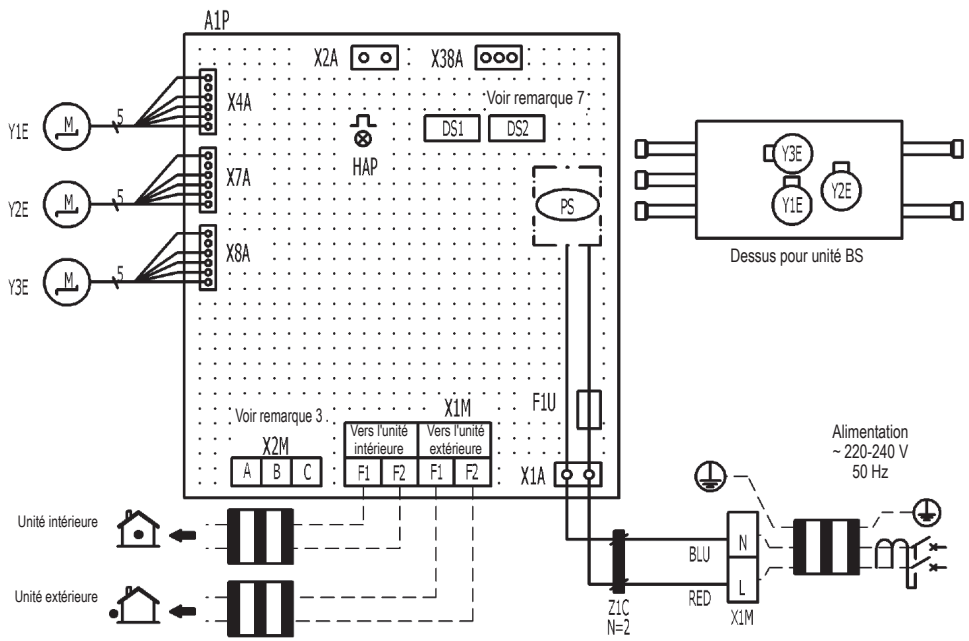 A1P
X2A
X38A
Voir remarque 7
DS1
DS2
HAP
PS
Y1E
M
5
X4A
Y2E
M
5
X7A
Y3E
M
5
X8A
Y3E
Y1E
Y2E
Dessus pour unité BS
F1U
Voir remarque 3
X2M
A
B
C
X1M
Vers l'unité intérieure
Vers l'unité extérieure
F1
F2
F1
F2
X1A
Alimentation
~ 220-240 V
50 Hz
Unité intérieure
Unité extérieure
BLU
RED
N
L
X1M
Z1C
N=2